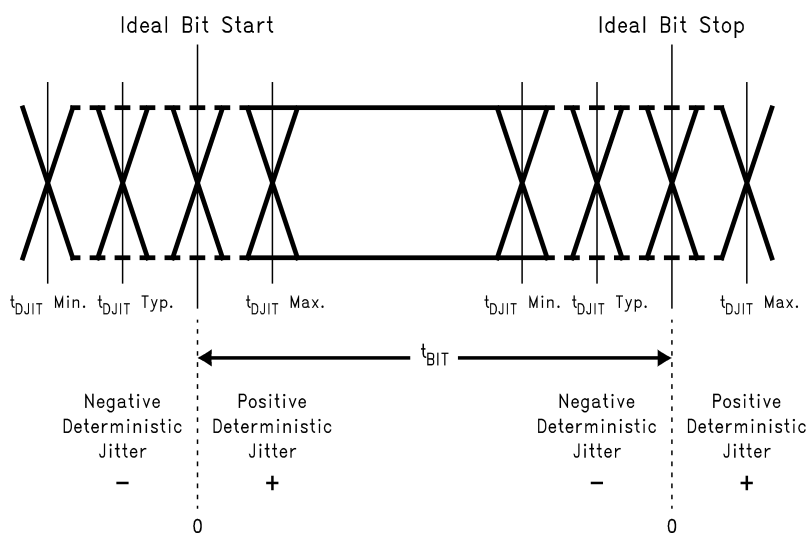 Ideal Bit Start
Ideal Bit Stop
tDJIT Min.
tDJIT Typ.
tDJIT Max.
tDJIT Min.
tDJIT Typ.
tDJIT Max.
tBIT
Negative
Deterministic
Jitter
−
Positive
Deterministic
Jitter
+
Negative
Deterministic
Jitter
−
Positive
Deterministic
Jitter
+
0
0